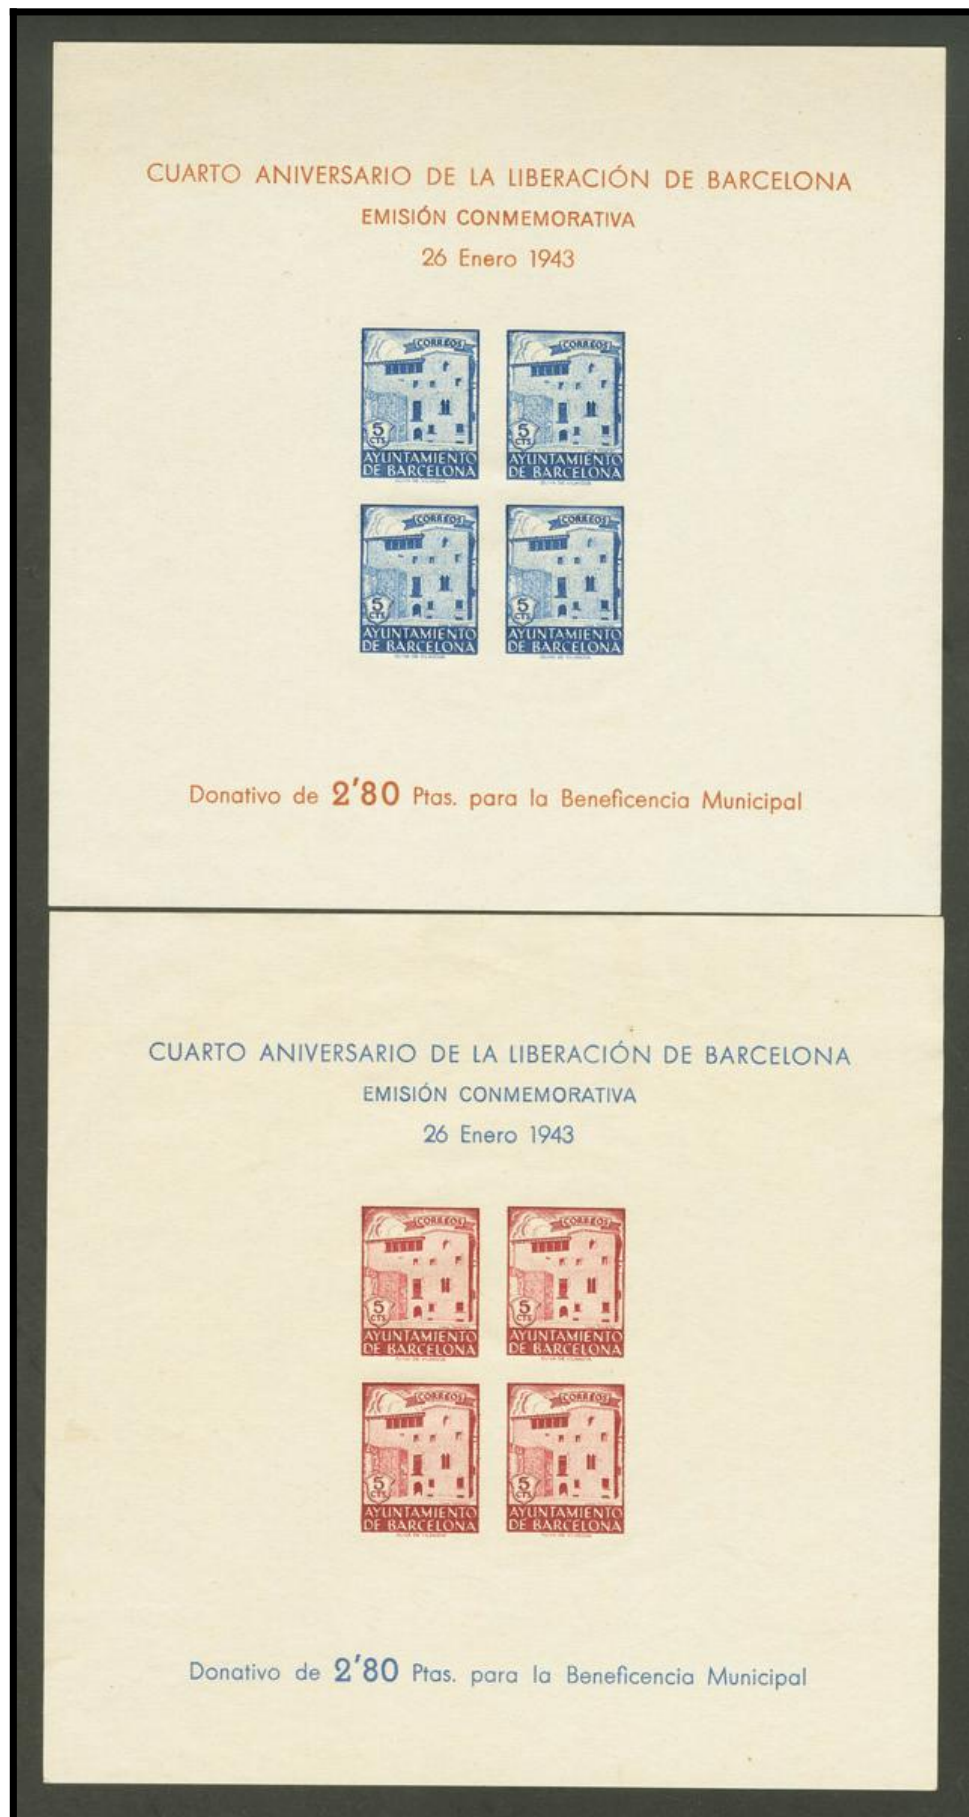 CUARTO ANIVERSARIO DE LA LIBERACIÓN DE BARCELONA
EMISIÓN CONMEMORATIVA
26 Enero 1943
CORREOS
CORREOS
5
CTS
5
CTS
AYUNTAMIENTO
DE BARCELONA
AYUNTAMIENTO
DE BARCELONA
CORREOS
CORREOS
5
CTS
5
CTS
AYUNTAMIENTO
DE BARCELONA
AYUNTAMIENTO
DE BARCELONA
Donativo de 2'80 Ptas. para la Beneficencia Municipal
CUARTO ANIVERSARIO DE LA LIBERACIÓN DE BARCELONA
EMISIÓN CONMEMORATIVA
26 Enero 1943
CORREOS
CORREOS
5
CTS
5
CTS
AYUNTAMIENTO
DE BARCELONA
AYUNTAMIENTO
DE BARCELONA
CORREOS
CORREOS
5
CTS
5
CTS
AYUNTAMIENTO
DE BARCELONA
AYUNTAMIENTO
DE BARCELONA
Donativo de 2'80 Ptas. para la Beneficencia Municipal